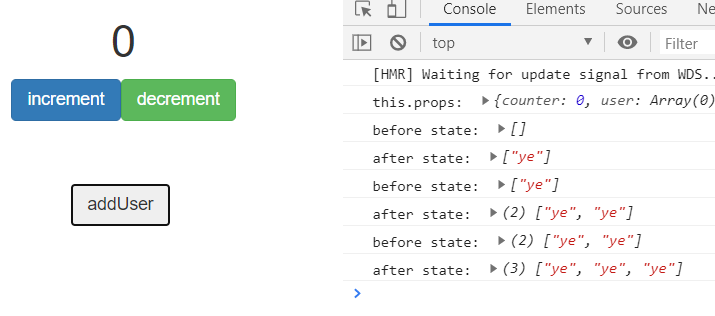 0
increment decrement
addUser
Console Elements Sources Ne
top Filter
[HMR] Waiting for update signal from WDS..
this.props: ▶{counter: 0, user: Array(0)
before state: ▶[]
after state: ▶["ye"]
before state: ▶["ye"]
after state: ▶(2) ["ye", "ye"]
before state: ▶(2) ["ye", "ye"]
after state: ▶(3) ["ye", "ye", "ye"]